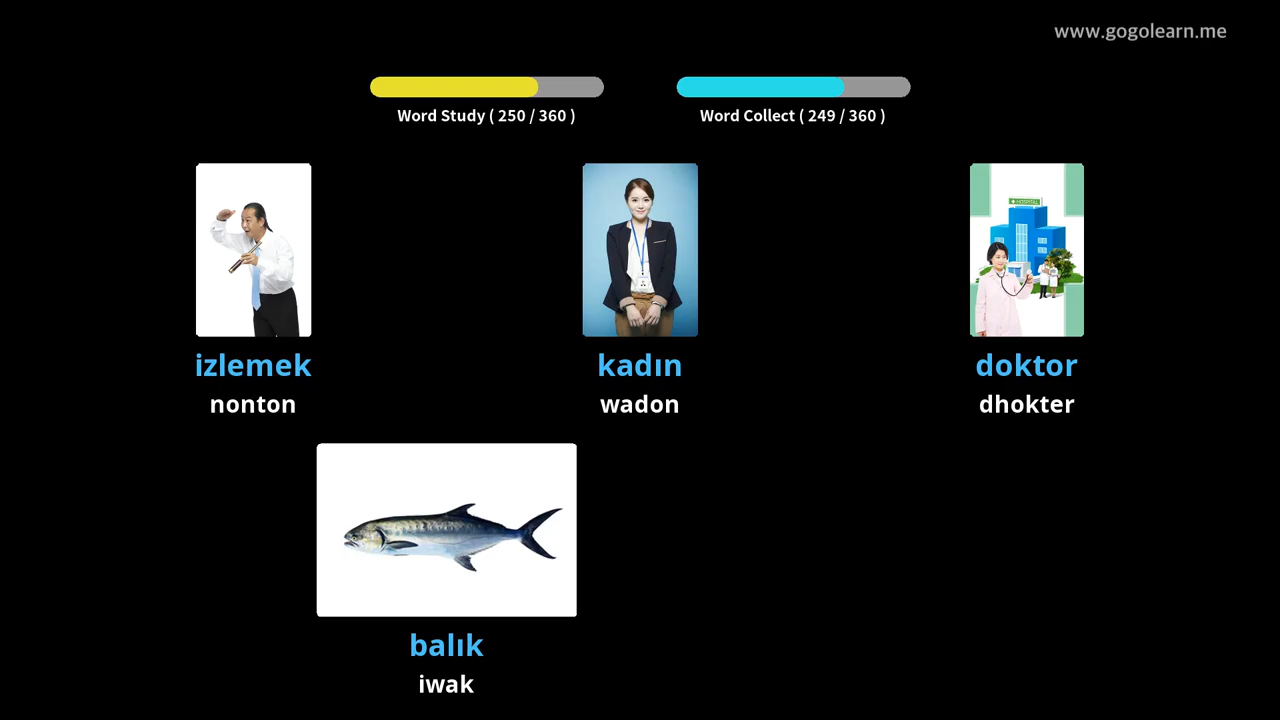 www.gogolearn.me
Word Study ( 250 / 360 )
Word Collect ( 249 / 360 )
HOSPITAL
izlemek
nonton
kadın
wadon
doktor
dhokter
balık
iwak